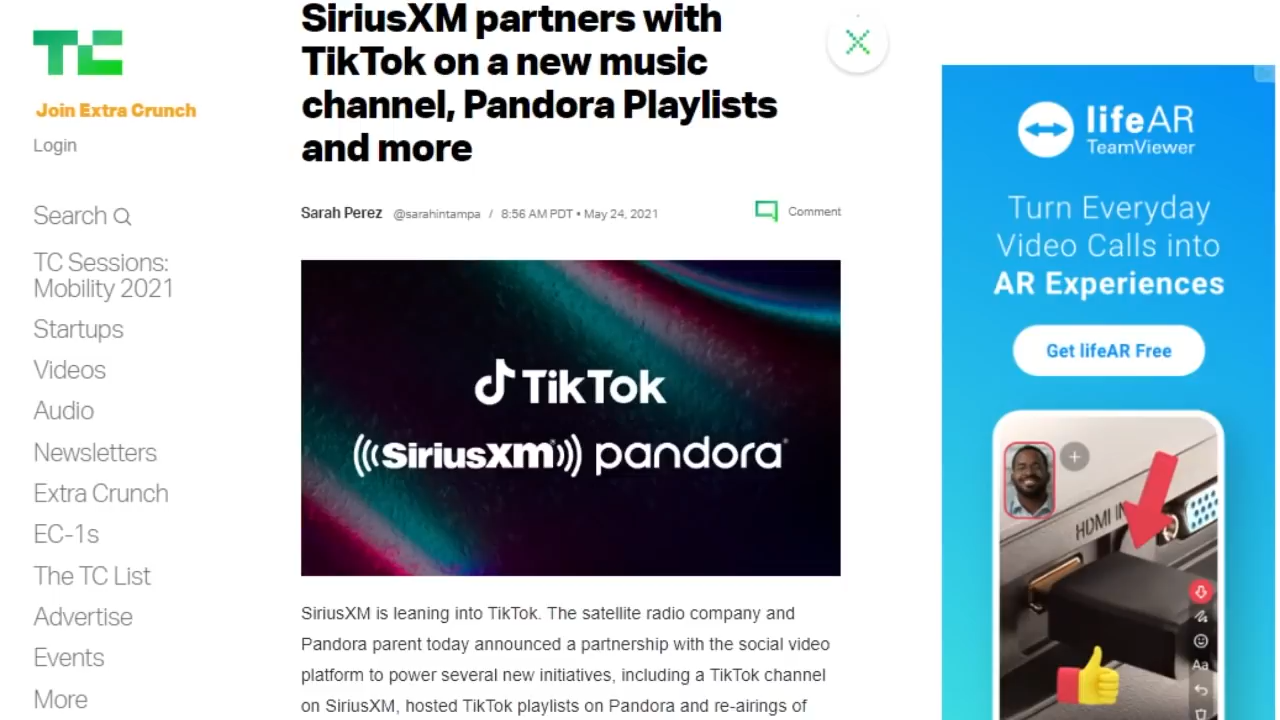 TC
Join Extra Crunch
Login
Search
TC Sessions:
Mobility 2021
Startups
Videos
Audio
Newsletters
Extra Crunch
EC-1s
The TC List
Advertise
Events
More
SiriusXM partners with
TikTok on a new music
channel, Pandora Playlists
and more
Sarah Perez @sarahintampa / 8:56 AM PDT • May 24, 2021
Comment
TikTok
SiriusXM pandora
SiriusXM is leaning into TikTok. The satellite radio company and
Pandora parent today announced a partnership with the social video
platform to power several new initiatives, including a TikTok channel
on SiriusXM, hosted TikTok playlists on Pandora and re-airings of
lifeAR
TeamViewer
Turn Everyday
Video Calls into
AR Experiences
Get lifeAR Free
HDMI IN
Aa